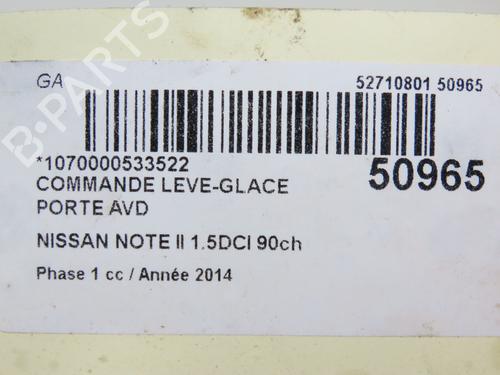 GA
52710801 50965
*1070000533522
50965
COMMANDE LEVE-GLACE
PORTE AVD
NISSAN NOTE II 1.5DCI 90ch
Phase 1 cc / Année 2014
B-PARTS